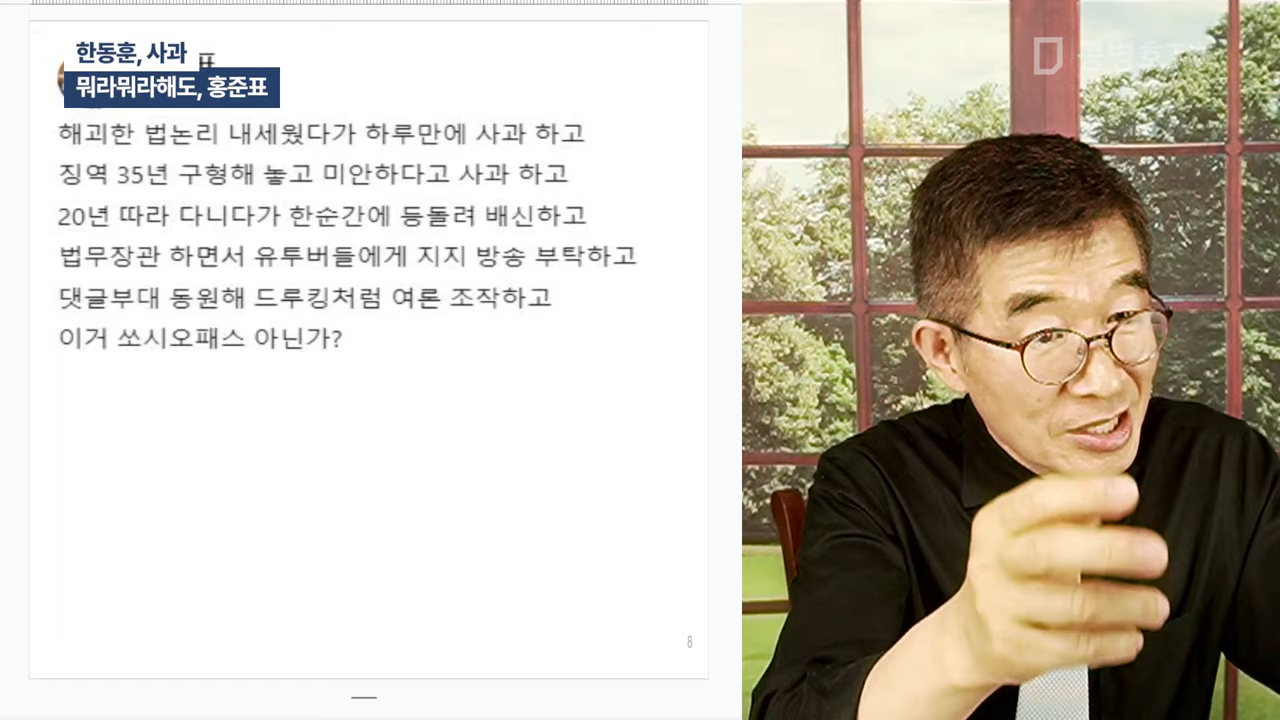 한동훈, 사과
뭐라뭐라해도, 홍준표
해괴한 법논리 내세웠다가 하루만에 사과 하고
징역 35년 구형해 놓고 미안하다고 사과 하고
20년 따라 다니다가 한순간에 등돌려 배신하고
법무장관 하면서 유투버들에게 지지 방송 부탁하고
댓글부대 동원해 드루킹처럼 여론 조작하고
이거 쏘시오패스 아닌가?
8